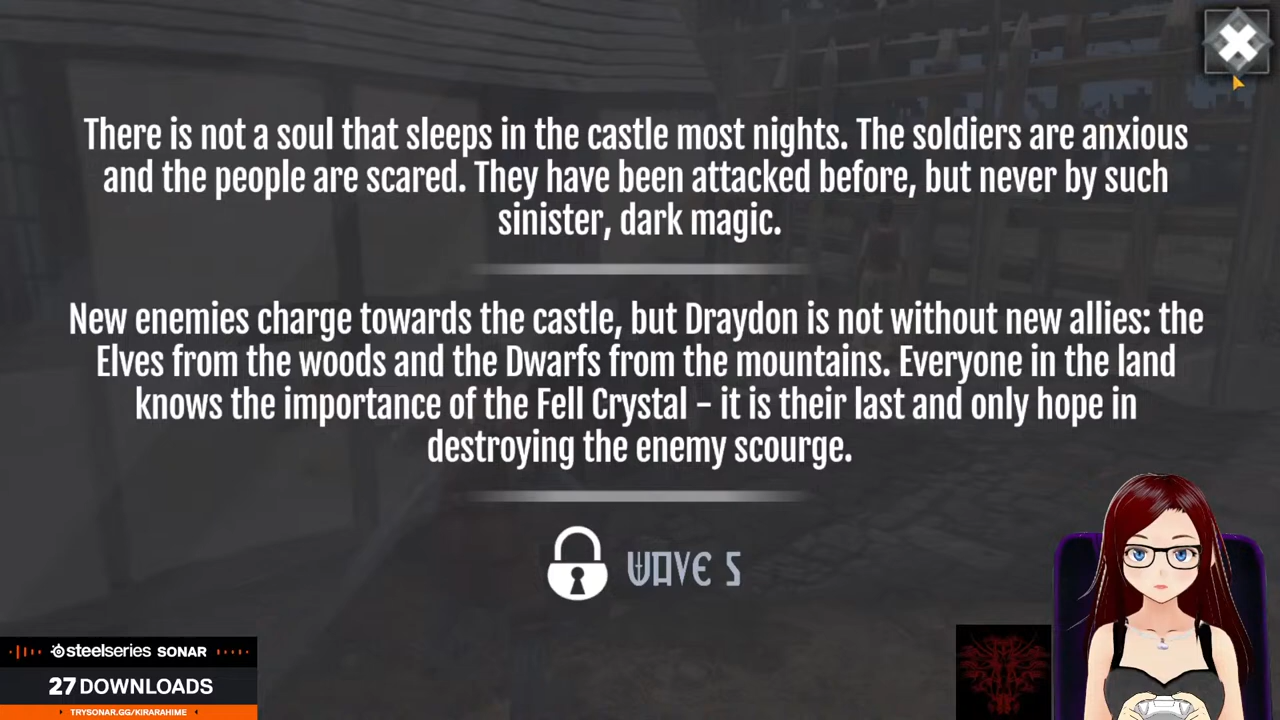 There is not a soul that sleeps in the castle most nights. The soldiers are anxious
and the people are scared. They have been attacked before, but never by such
sinister, dark magic.
New enemies charge towards the castle, but Draydon is not without new allies: the
Elves from the woods and the Dwarfs from the mountains. Everyone in the land
knows the importance of the Fell Crystal – it is their last and only hope in
destroying the enemy scourge.
WAVE 5
steelseries SONAR
27 DOWNLOADS
TRYSONAR.GG/KIRARAHIME